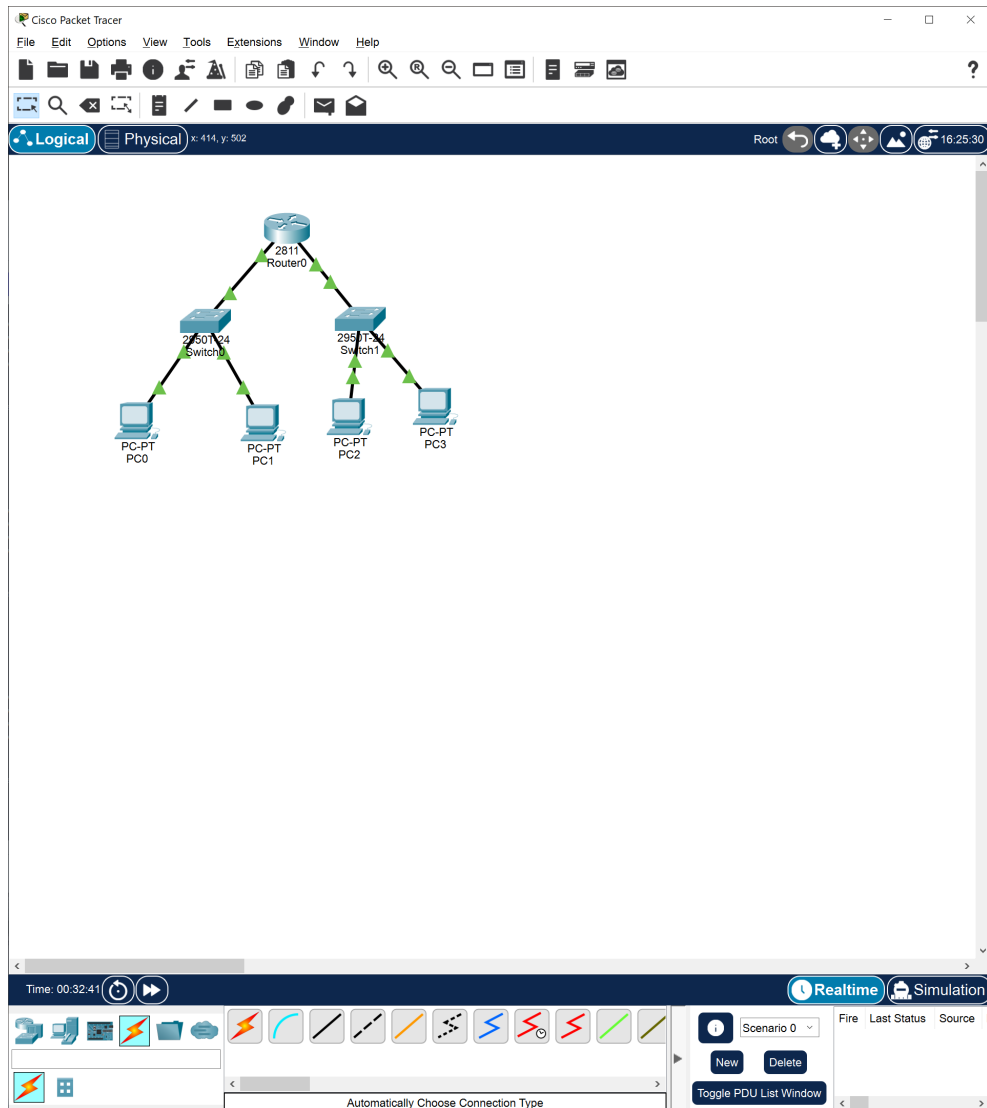 Cisco Packet Tracer
File Edit Options View Tools Extensions Window Help
?
Logical Physical x: 414, y: 502 Root 16:25:30
2811
Router0
2950T-24
Switch0
2950T-24
Switch1
PC-PT
PC0
PC-PT
PC1
PC-PT
PC2
PC-PT
PC3
Time: 00:32:41 Realtime Simulation
Scenario 0
Fire Last Status Source
New Delete
Toggle PDU List Window
Automatically Choose Connection Type